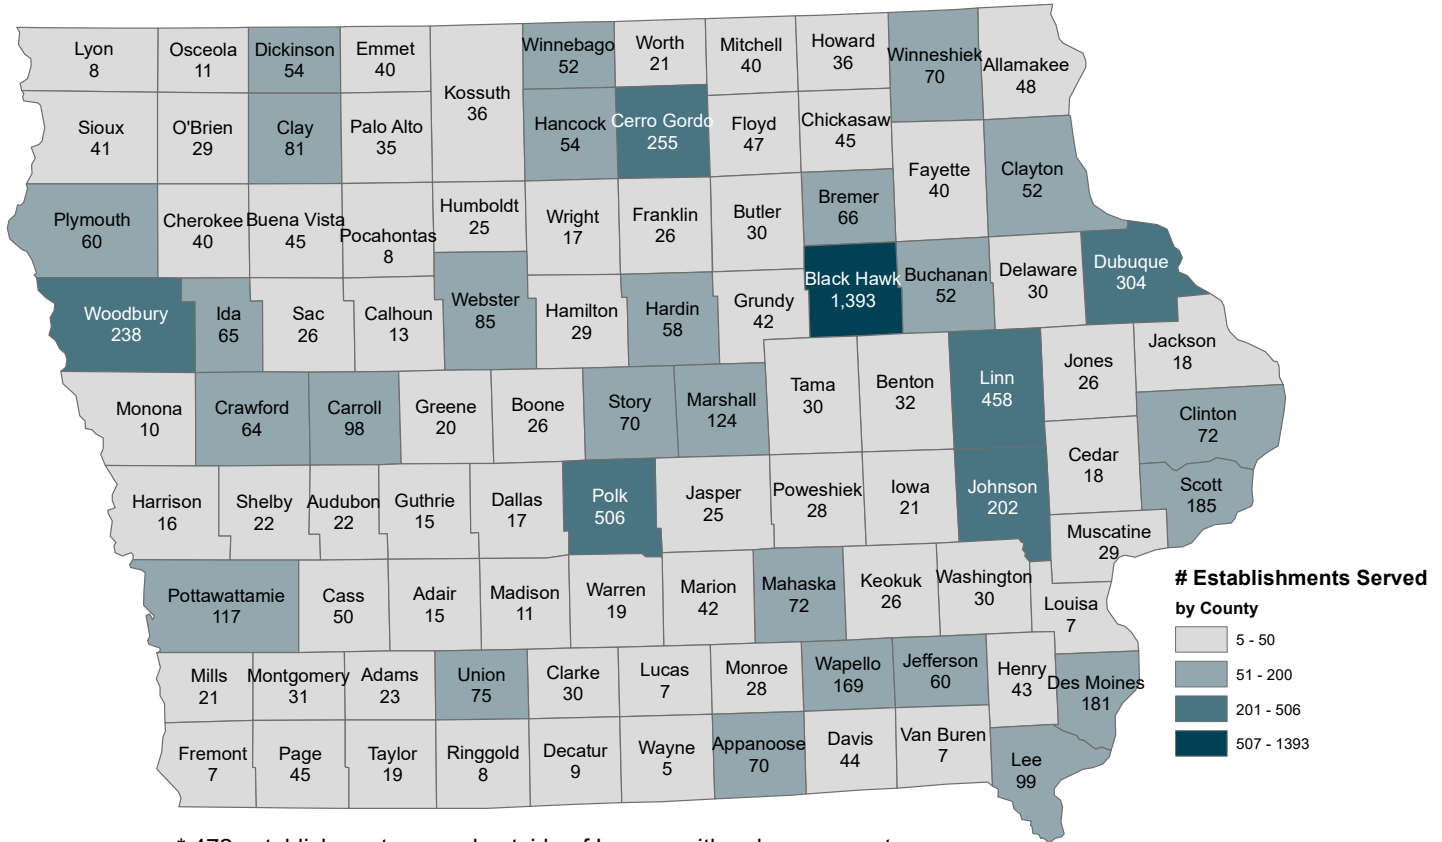 Lyon
8
Osceola
11
Dickinson
54
Emmet
40
Kossuth
36
Winnebago
52
Worth
21
Mitchell
40
Howard
36
Winneshiek
70
Allamakee
48
Sioux
41
O'Brien
29
Clay
81
Palo Alto
35
Hancock
54
Cerro Gordo
255
Floyd
47
Chickasaw
45
Fayette
40
Clayton
52
Plymouth
60
Cherokee
40
Buena Vista
45
Pocahontas
8
Humboldt
25
Wright
17
Franklin
26
Butler
30
Bremer
66
Woodbury
238
Ida
65
Sac
26
Calhoun
13
Webster
85
Hamilton
29
Hardin
58
Grundy
42
Black Hawk
1,393
Buchanan
52
Delaware
30
Dubuque
304
Monona
10
Crawford
64
Carroll
98
Greene
20
Boone
26
Story
70
Marshall
124
Tama
30
Benton
32
Linn
458
Jones
26
Jackson
18
Clinton
72
Harrison
16
Shelby
22
Audubon
22
Guthrie
15
Dallas
17
Polk
506
Jasper
25
Poweshiek
28
Iowa
21
Johnson
202
Cedar
18
Scott
185
Muscatine
29
Pottawattamie
117
Cass
50
Adair
15
Madison
11
Warren
19
Marion
42
Mahaska
72
Keokuk
26
Washington
30
Louisa
7
Mills
21
Montgomery
31
Adams
23
Union
75
Clarke
30
Lucas
7
Monroe
28
Wapello
169
Jefferson
60
Henry
43
Des Moines
181
Fremont
7
Page
45
Taylor
19
Ringgold
8
Decatur
9
Wayne
5
Appanoose
70
Davis
44
Van Buren
7
Lee
99
# Establishments Served
by County
5 - 50
51 - 200
201 - 506
507 - 1393